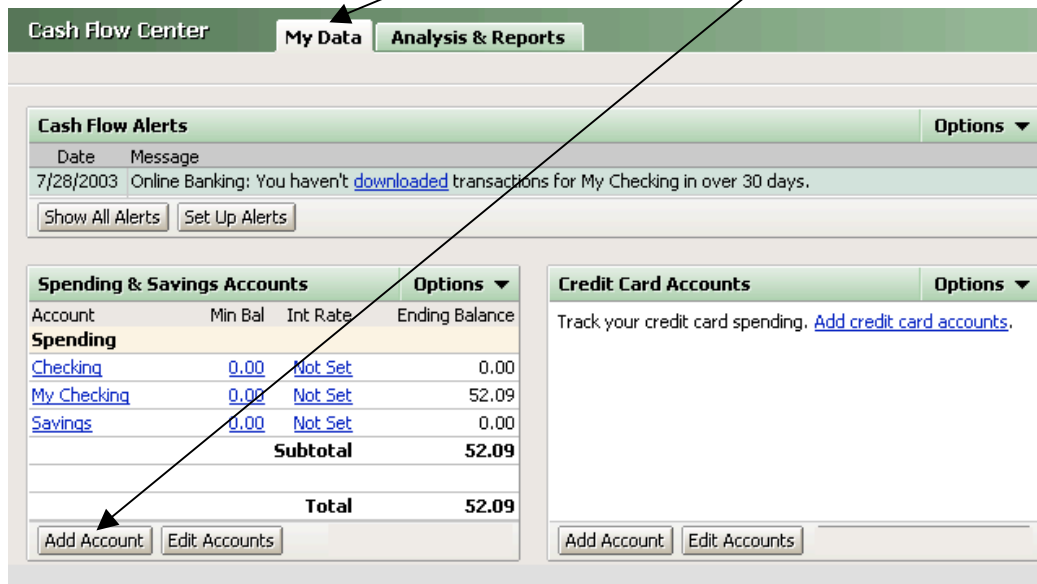 Cash Flow Center My Data Analysis & Reports
Cash Flow Alerts Options
Date Message
7/28/2003 Online Banking: You haven't downloaded transactions for My Checking in over 30 days.
Show All Alerts Set Up Alerts
Spending & Savings Accounts Options
Account Min Bal Int Rate Ending Balance
Spending
Checking 0.00 Not Set 0.00
My Checking 0.00 Not Set 52.09
Savings 0.00 Not Set 0.00
Subtotal 52.09
Total 52.09
Add Account Edit Accounts
Credit Card Accounts Options
Track your credit card spending. Add credit card accounts.
Add Account Edit Accounts